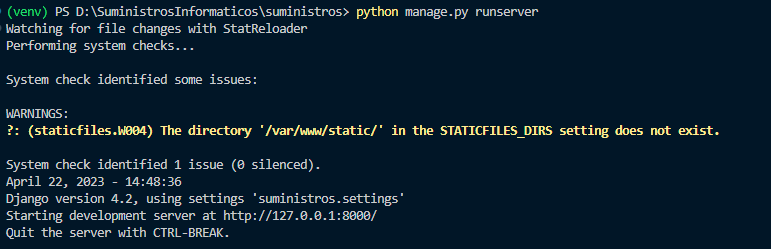 (venv) PS D:\SuministrosInformaticos\suministros> python manage.py runserver
Watching for file changes with StatReloader
Performing system checks...
System check identified some issues:
WARNINGS:
?: (staticfiles.W004) The directory '/var/www/static/' in the STATICFILES_DIRS setting does not exist.
System check identified 1 issue (0 silenced).
April 22, 2023 - 14:48:36
Django version 4.2, using settings 'suministros.settings'
Starting development server at http://127.0.0.1:8000/
Quit the server with CTRL-BREAK.